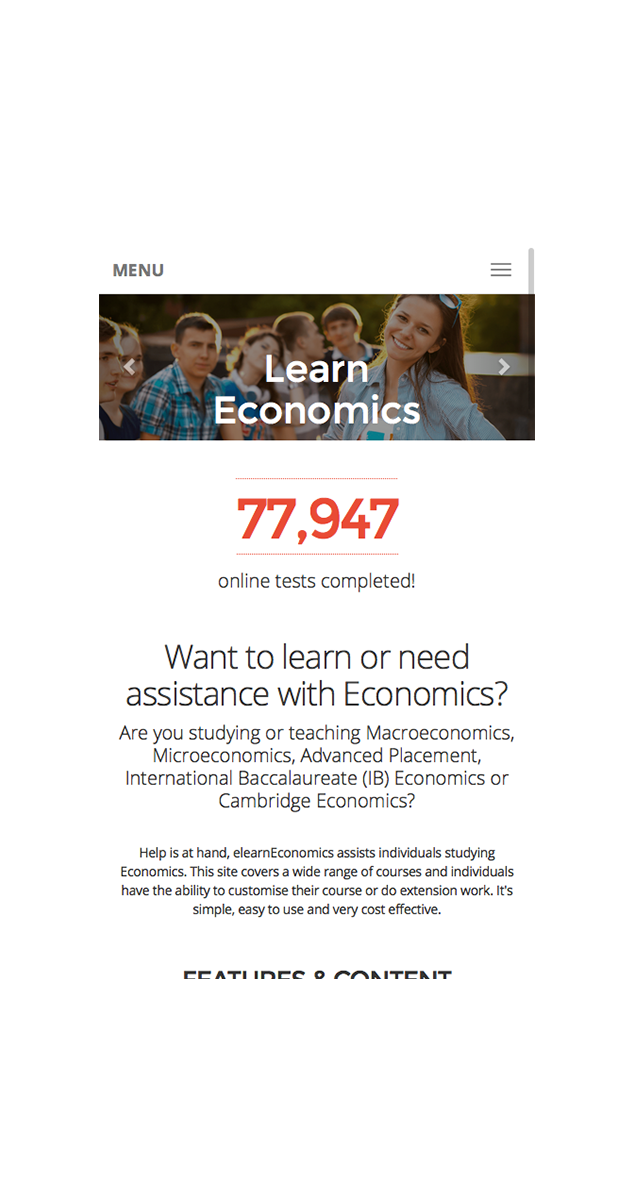 MENU
Learn
Economics
77,947
online tests completed!
Want to learn or need
assistance with Economics?
Are you studying or teaching Macroeconomics,
Microeconomics, Advanced Placement,
International Baccalaureate (IB) Economics or
Cambridge Economics?
Help is at hand, elearnEconomics assists individuals studying
Economics. This site covers a wide range of courses and individuals
have the ability to customise their course or do extension work. It's
simple, easy to use and very cost effective.
FEATURES & CONTENT